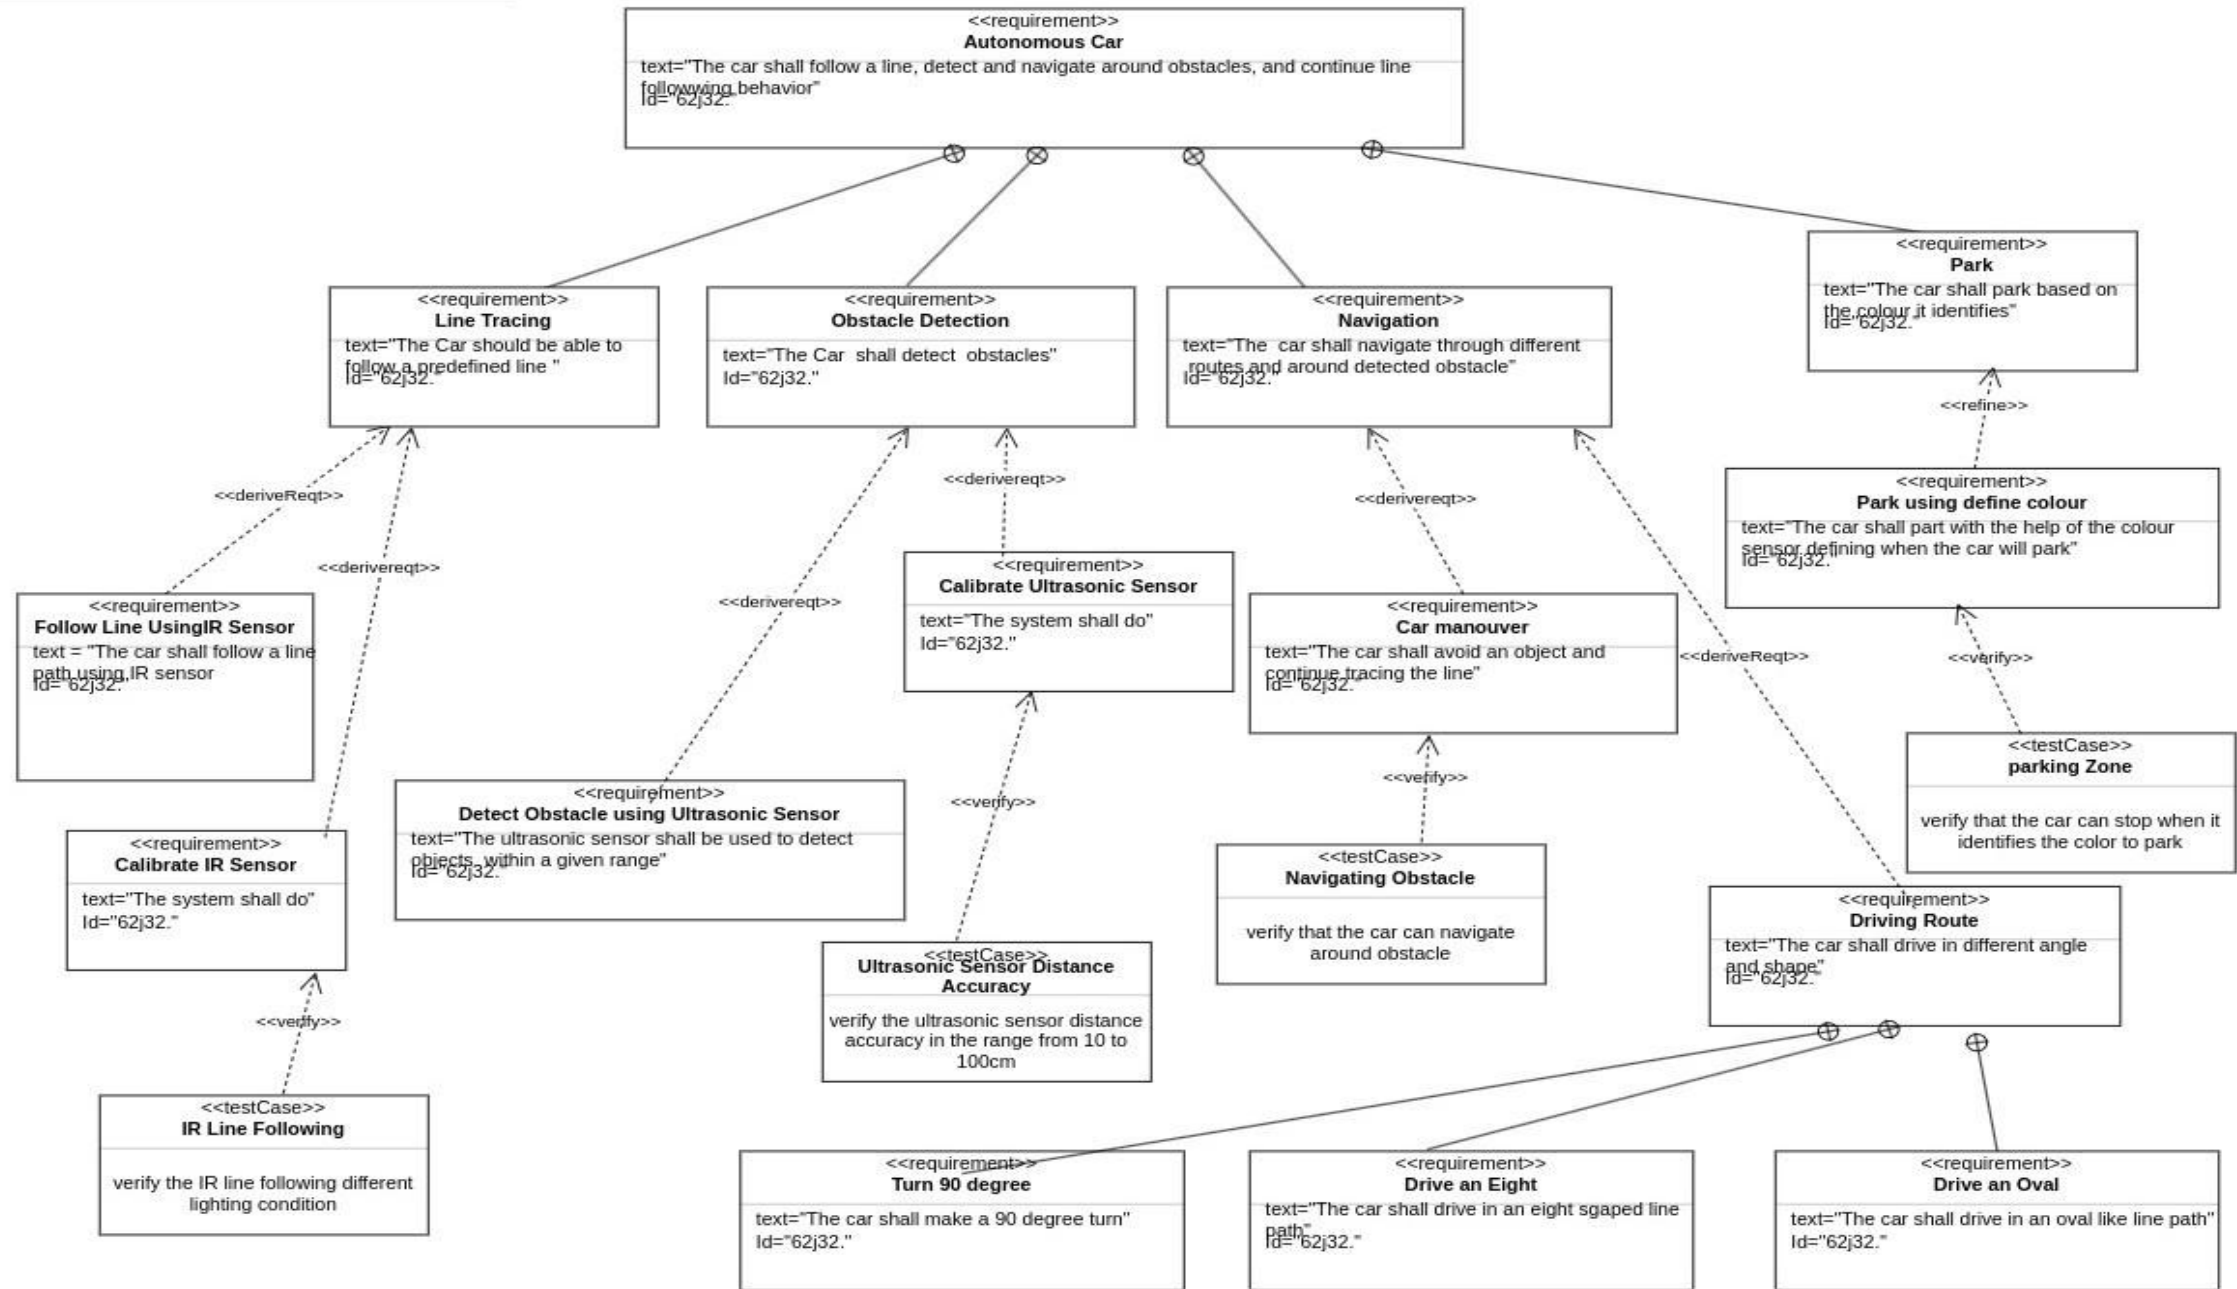 <<requirement>>
Autonomous Car
text="The car shall follow a line, detect and navigate around obstacles, and continue line
followwing behavior"
Id="62j32."
<<requirement>>
Park
text="The car shall park based on
the colour it identifies"
Id="62j32."
<<requirement>>
Line Tracing
text="The Car should be able to
follow a predefined line "
Id="62j32."
<<requirement>>
Obstacle Detection
text="The Car  shall detect  obstacles"
Id="62j32."
<<requirement>>
Navigation
text="The  car shall navigate through different
routes and around detected obstacle"
Id="62j32."
<<refine>>
<<deriveReqt>>
<<derivereqt>>
<<derivereqt>>
<<derivereqt>>
<<derivereqt>>
<<deriveReqt>>
<<requirement>>
Park using define colour
text="The car shall part with the help of the colour
sensor defining when the car will park"
Id="62j32."
<<requirement>>
Calibrate Ultrasonic Sensor
text="The system shall do"
Id="62j32."
<<requirement>>
Follow Line UsingIR Sensor
text = "The car shall follow a line
path using IR sensor
Id="62j32."
<<requirement>>
Car manouver
text="The car shall avoid an object and
continue tracing the line"
Id="62j32."
<<verify>>
<<testCase>>
parking Zone
verify that the car can stop when it
identifies the color to park
<<requirement>>
Detect Obstacle using Ultrasonic Sensor
text="The ultrasonic sensor shall be used to detect
objects  within a given range"
Id="62j32."
<<verify>>
<<verify>>
<<requirement>>
Calibrate IR Sensor
text="The system shall do"
Id="62j32."
<<testCase>>
Navigating Obstacle
verify that the car can navigate
around obstacle
<<requirement>>
Driving Route
text="The car shall drive in different angle
and shape"
Id="62j32."
<<testCase>>
Ultrasonic Sensor Distance
Accuracy
verify the ultrasonic sensor distance
accuracy in the range from 10 to
100cm
<<verify>>
<<testCase>>
IR Line Following
verify the IR line following different
lighting condition
<<requirement>>
Turn 90 degree
text="The car shall make a 90 degree turn"
Id="62j32."
<<requirement>>
Drive an Eight
text="The car shall drive in an eight sgaped line
path"
Id="62j32."
<<requirement>>
Drive an Oval
text="The car shall drive in an oval like line path"
Id="62j32."